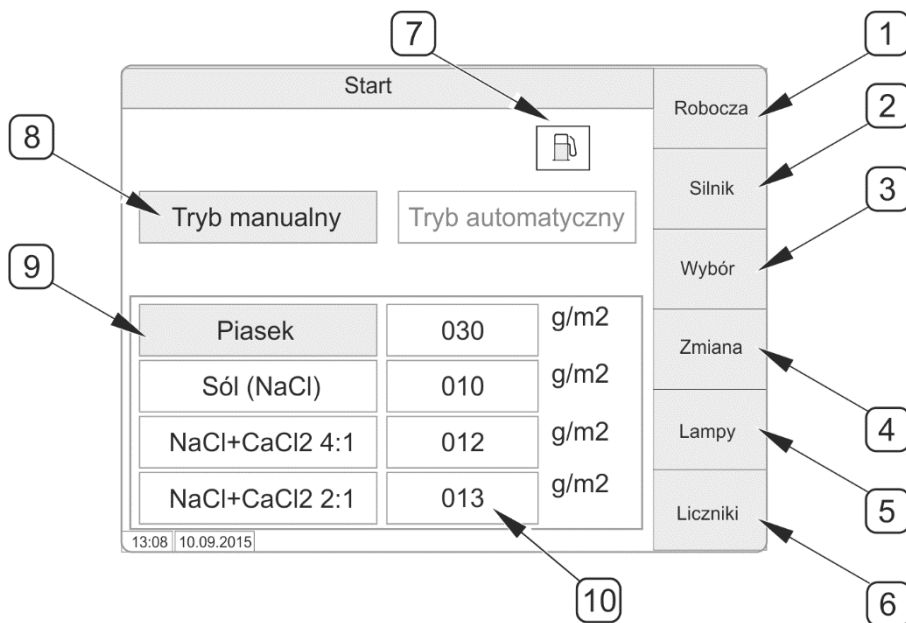 7
1
Start
Robocza
2
8
Silnik
3
Tryb manualny
Tryb automatyczny
9
Wybór
Piasek
030
g/m2
Zmiana
Sól (NaCl)
010
g/m2
4
NaCl+CaCl2 4:1
012
g/m2
Lampy
5
NaCl+CaCl2 2:1
013
g/m2
Liczniki
13:08
10.09.2015
10
6